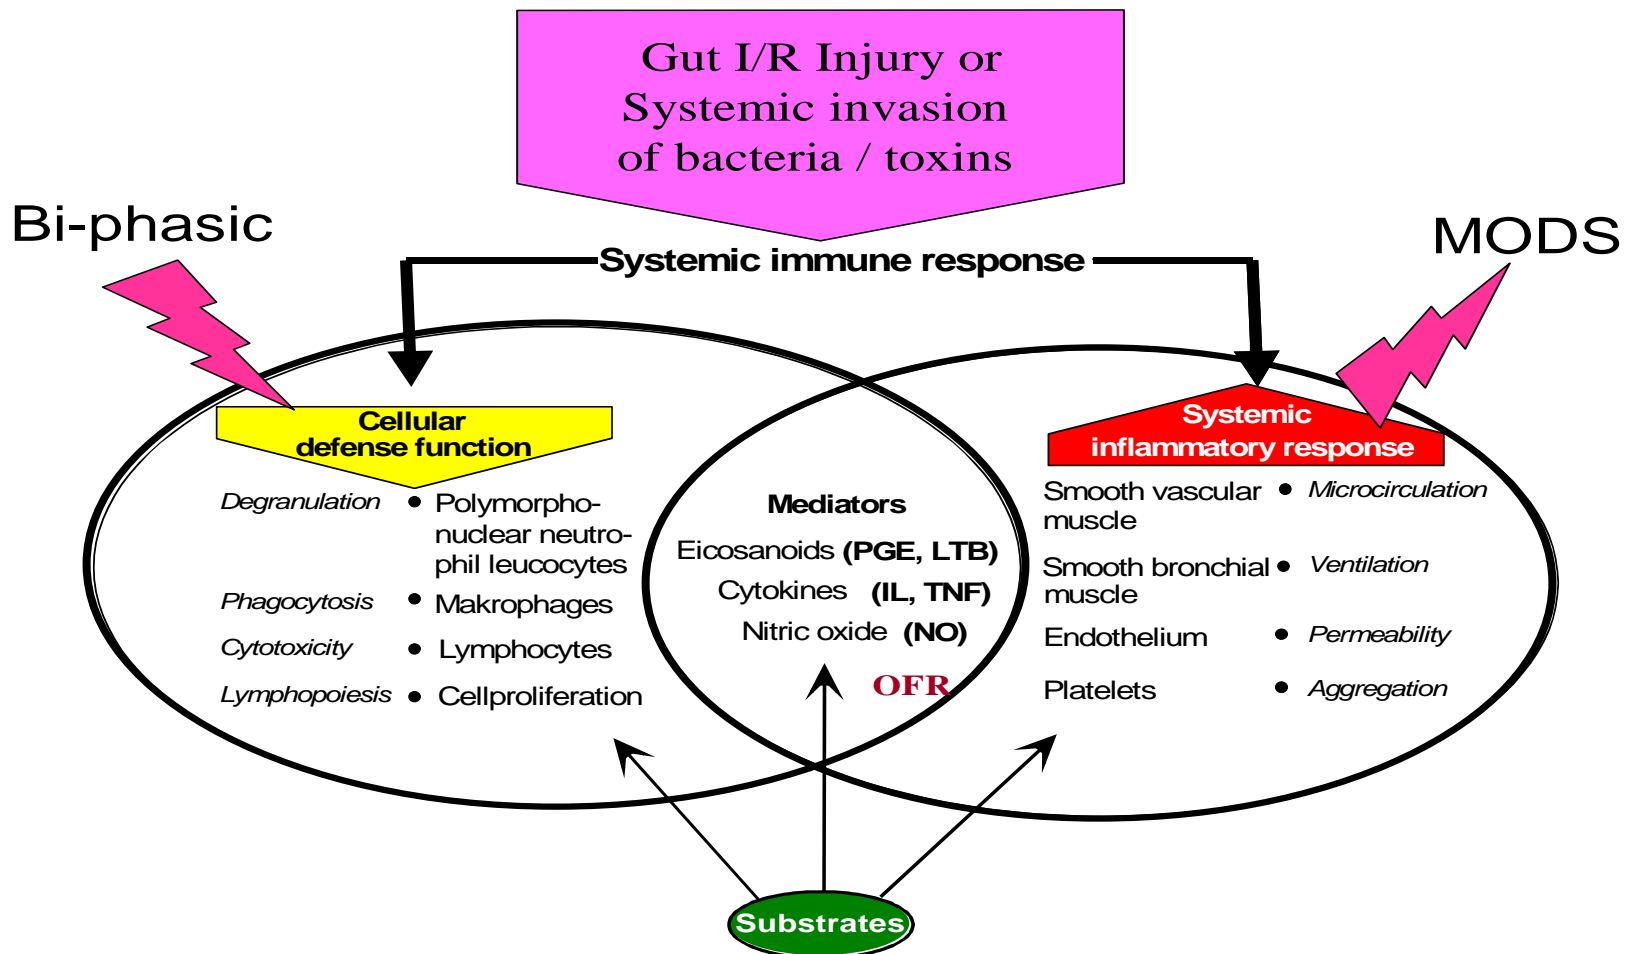 Gut I/R Injury or
Systemic invasion
of bacteria / toxins
Bi-phasic
MODS
Systemic immune response
Cellular
defense function
Systemic
inflammatory response
Degranulation • Polymorpho-
nuclear neutro-
phil leucocytes
Phagocytosis • Makrophages
Cytotoxicity • Lymphocytes
Lymphopoiesis • Cellproliferation
Mediators
Eicosanoids (PGE, LTB)
Cytokines (IL, TNF)
Nitric oxide (NO)
OFR
Smooth vascular • Microcirculation
muscle
Smooth bronchial • Ventilation
muscle
Endothelium • Permeability
Platelets • Aggregation
Substrates